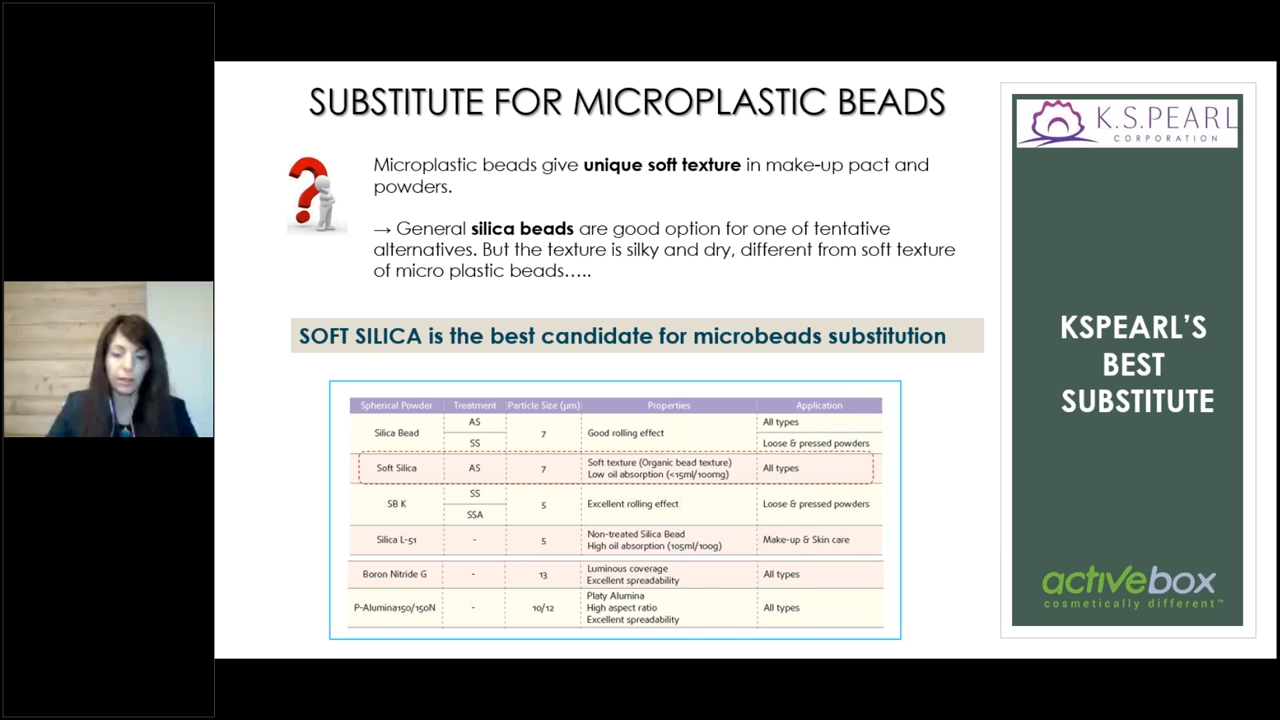 SUBSTITUTE FOR MICROPLASTIC BEADS
Microplastic beads give unique soft texture in make-up pact and
powders.
→ General silica beads are good option for one of tentative
alternatives. But the texture is silky and dry, different from soft texture
of micro plastic beads.....
SOFT SILICA is the best candidate for microbeads substitution
Spherical Powder Treatment Particle Size (μm) Properties Application
Silica Bead AS 7 Good rolling effect All types
SS Loose & pressed powders
Soft Silica AS 7 Soft texture (Organic bead texture) All types
Low oil absorption (<15ml/100mg)
SB K SS 5 Excellent rolling effect Loose & pressed powders
SSA
Silica L-51 - 5 Non-treated Silica Bead Make-up & Skin care
High oil absorption (105ml/100g)
Boron Nitride G - 13 Luminous coverage All types
Excellent spreadability
P-Alumina150/150N - 10/12 Platy Alumina All types
High aspect ratio
Excellent spreadability
K.S.PEARL
CORPORATION
KSPEARL'S
BEST
SUBSTITUTE
activebox
cosmetically different™